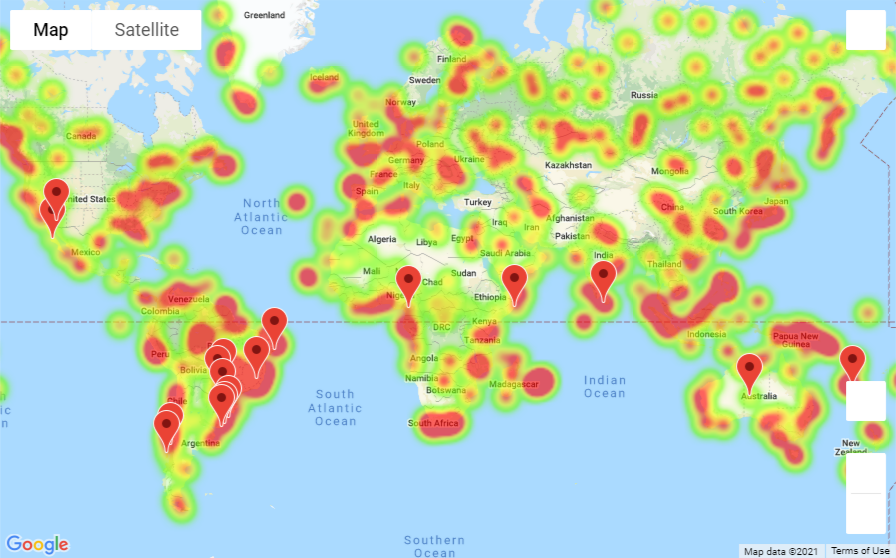 Map
Satellite
Greenland
Iceland
Finland
Sweden
Norway
Russia
Canada
United
Kingdom
Poland
Germany
Ukraine
Kazakhstan
Mongolia
France
Italy
Spain
Turkey
United States
North
Atlantic
Ocean
China
South Korea
Japan
Iraq
Iran
Afghanistan
Pakistan
Algeria
Libya
Egypt
Saudi Arabia
India
Thailand
Mexico
Mali
Chad
Sudan
Ethiopia
Venezuela
Colombia
DRC
Kenya
Tanzania
Indonesia
Papua New
Guinea
Peru
Bolivia
Angola
Namibia
Botswana
Madagascar
Indian
Ocean
South
Atlantic
Ocean
Chile
Australia
South Africa
Argentina
New
Zealand
Southern
Ocean
Google
Map data ©2021
Terms of Use